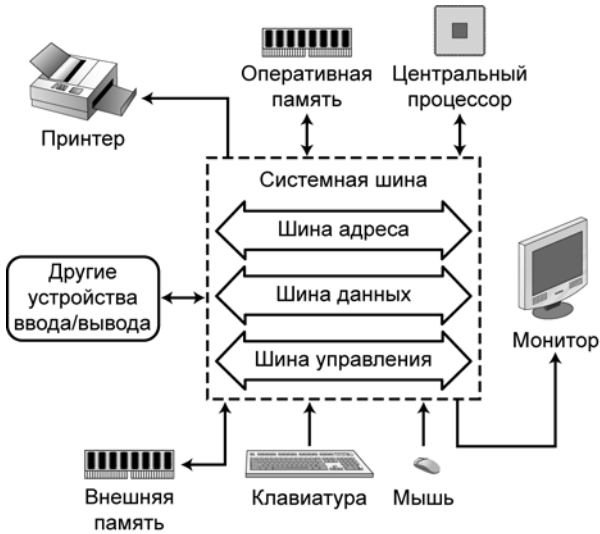 Оперативная
память
Центральный
процессор
Принтер
Системная шина
Шина адреса
Другие
устройства
ввода/вывода
Шина данных
Монитор
Шина управления
Внешняя
память
Клавиатура
Мышь